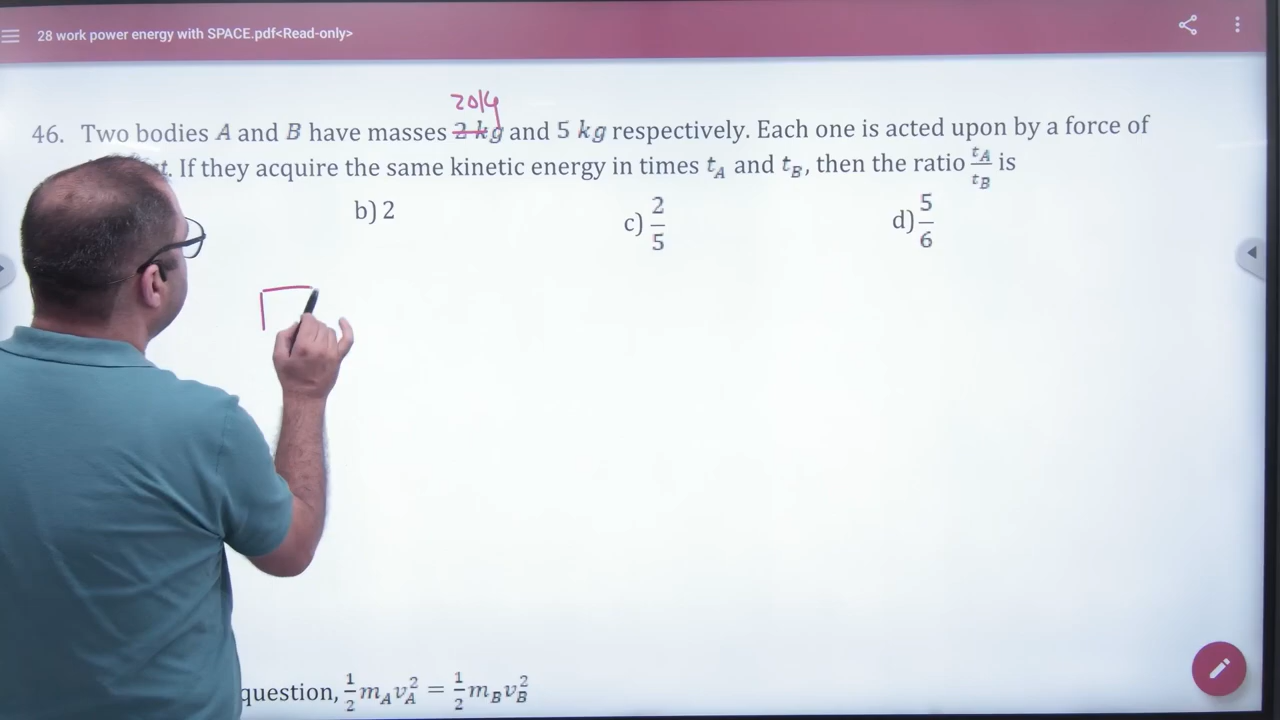 28 work power energy with SPACE.pdf<Read-only>
20kg
46. Two bodies A and B have masses 2 kg and 5 kg respectively. Each one is acted upon by a force of
If they acquire the same kinetic energy in times t_A and t_B, then the ratio t_A/t_B is
b) 2 c) 2/5 d) 5/6
question, 1/2 m_A v_A^2 = 1/2 m_B v_B^2